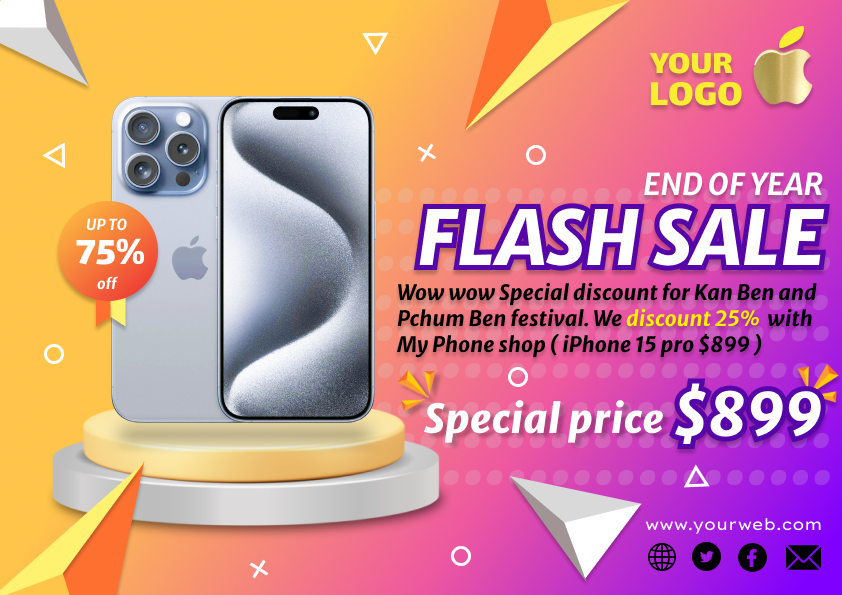 YOUR
LOGO
END OF YEAR
FLASH SALE
UP TO
75%
off
Wow wow Special discount for Kan Ben and
Pchum Ben festival. We discount 25% with
My Phone shop ( iPhone 15 pro $899 )
Special price $899
www.yourweb.com